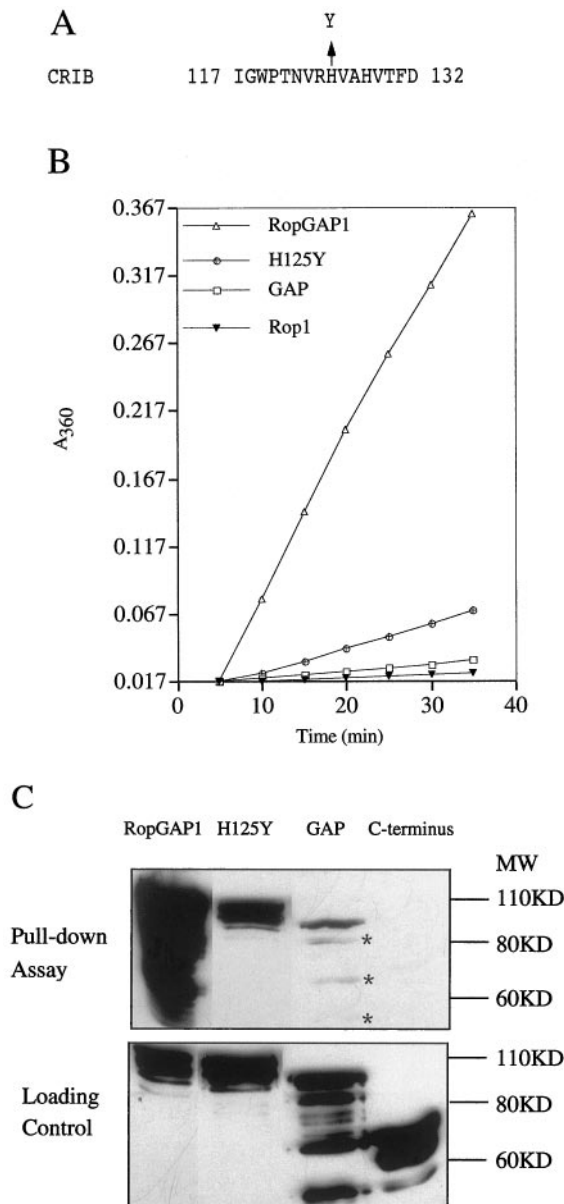 A
Y
CRIB 117 IGWPTNVRHVAHVTFD 132
B
0.367
0.317
0.267
0.217
0.167
0.117
0.067
0.017
A360
RopGAP1
H125Y
GAP
Rop1
0 10 20 30 40
Time (min)
C
RopGAP1 H125Y GAP C-terminus
MW
Pull-down
Assay
110KD
80KD
60KD
*
*
*
Loading
Control
110KD
80KD
60KD